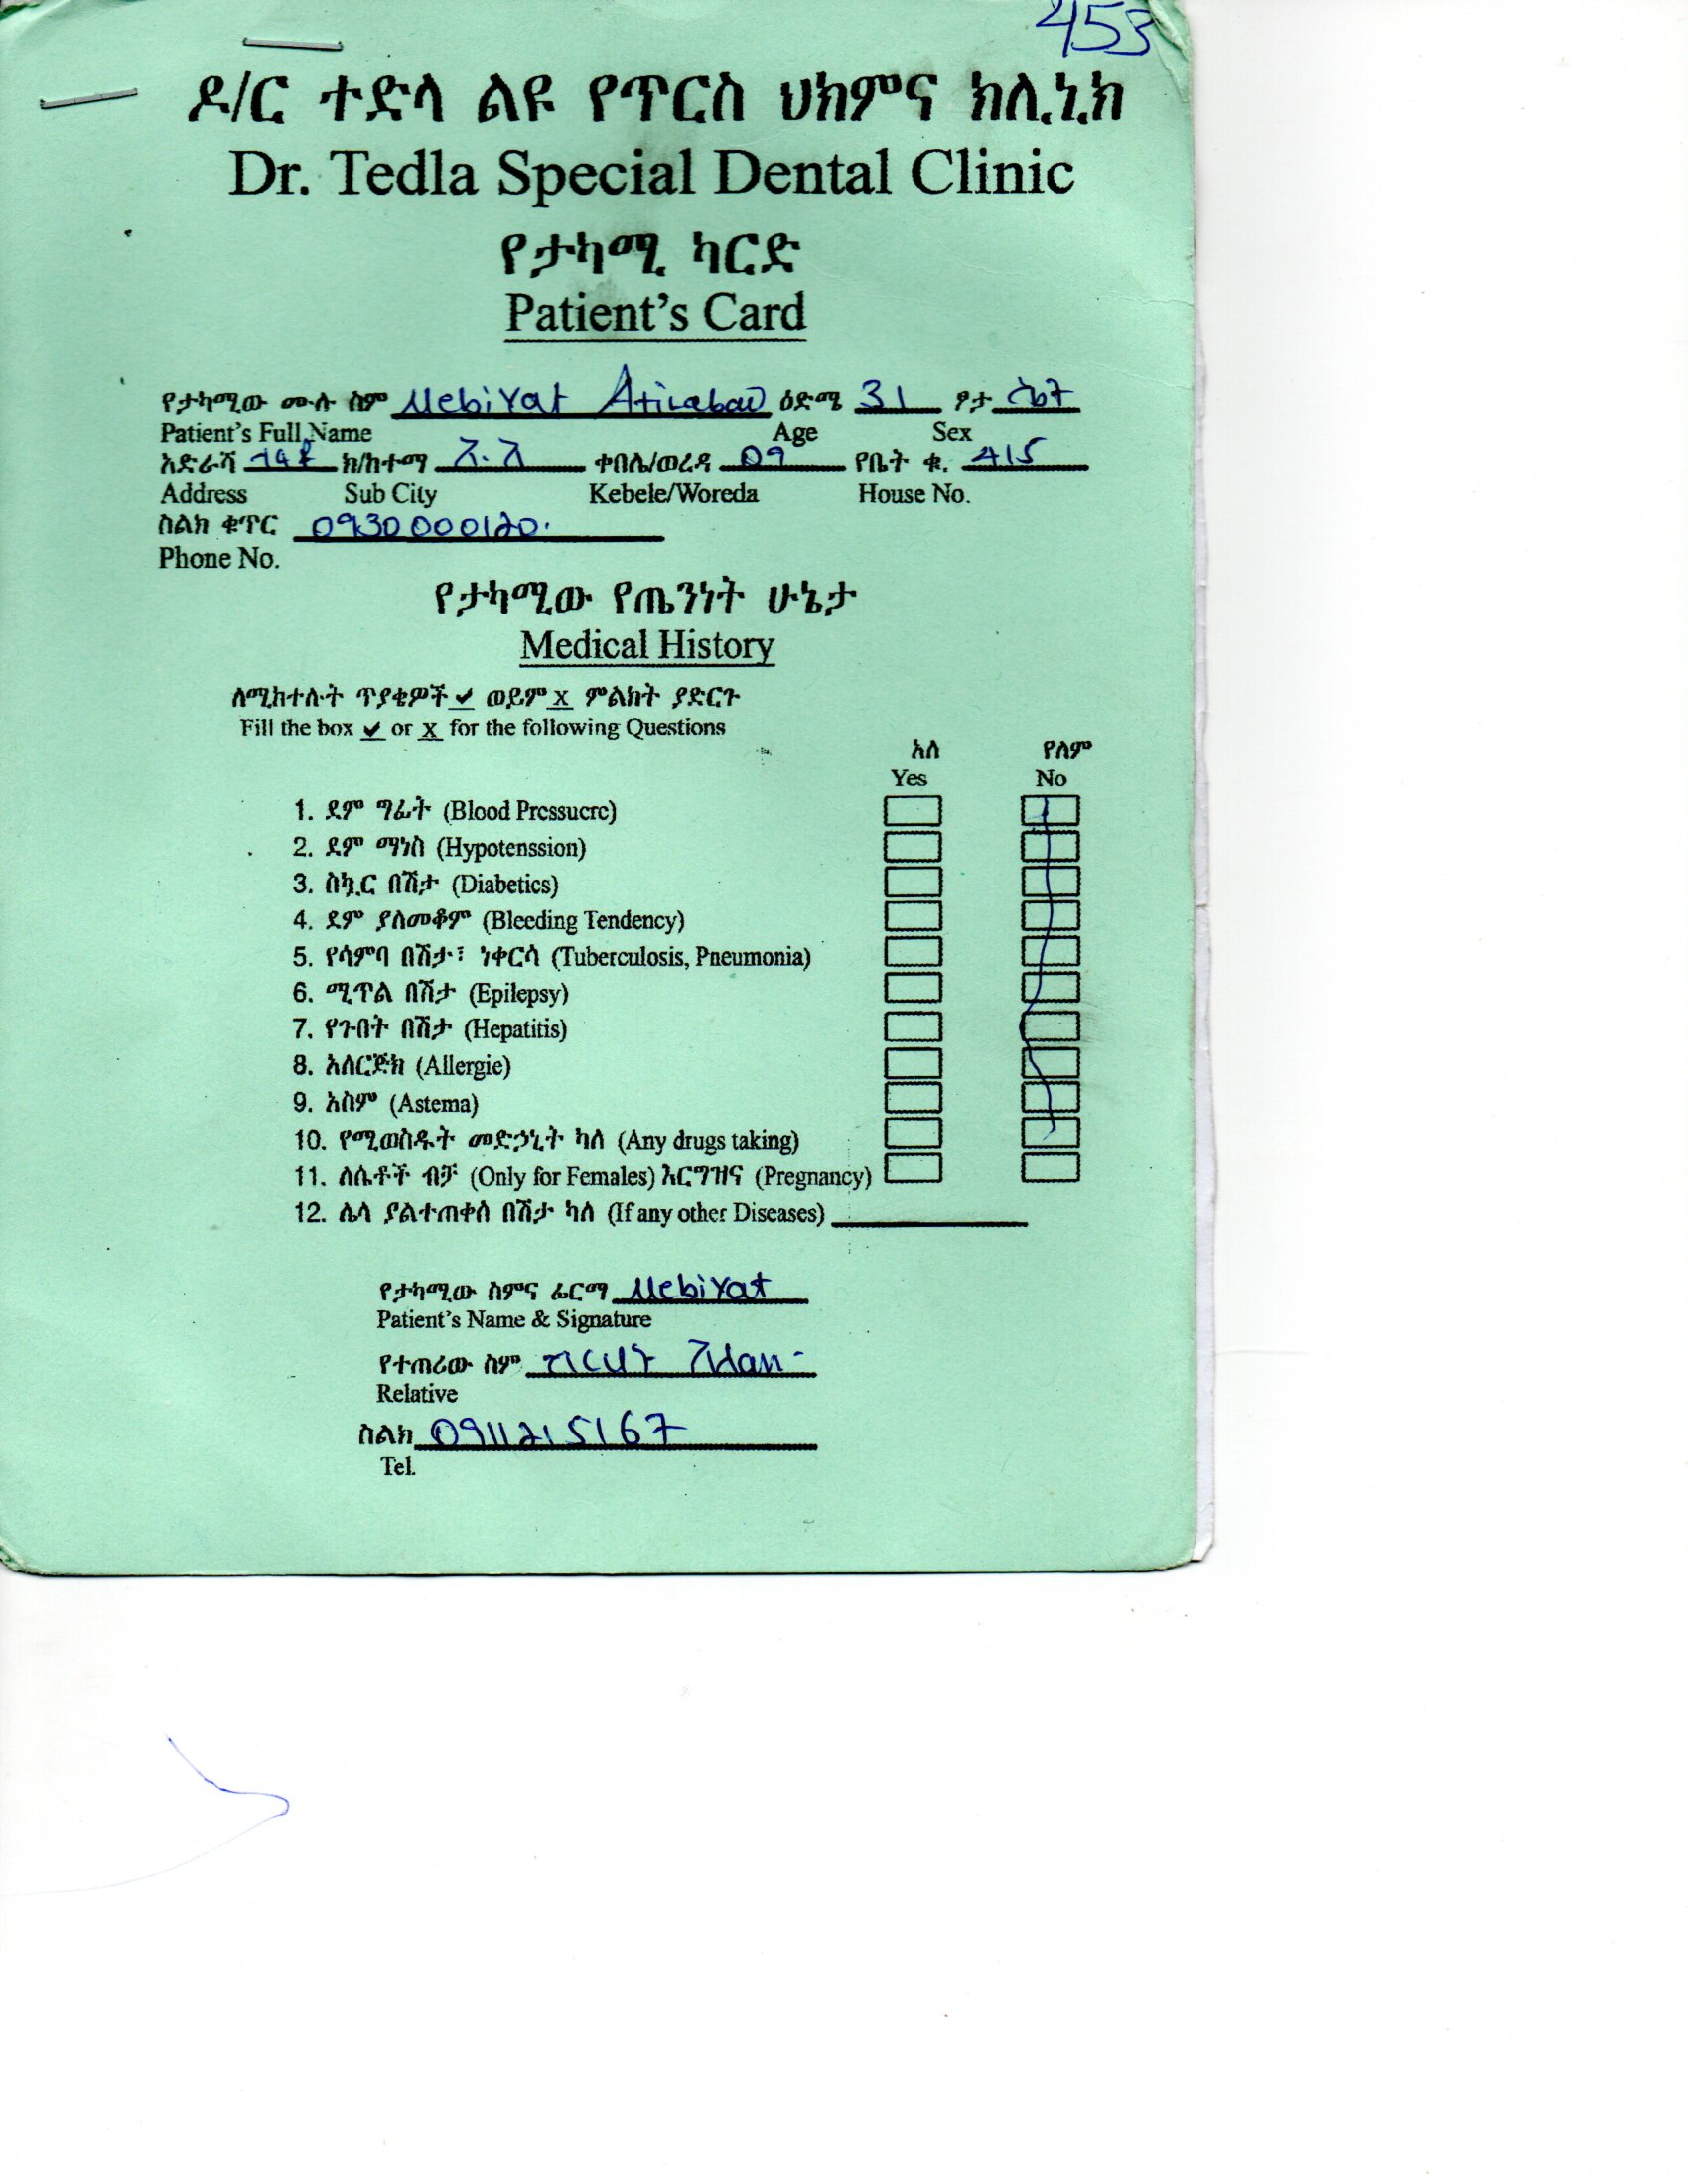 453
ዶ/ር ተድላ ልዩ የጥርስ ህክምና ክሊኒክ
Dr. Tedla Special Dental Clinic
የታካሚ ካርድ
Patient's Card
የታካሚው ሙሉ ስም Mebiyat ዕድሜ 31 ፆታ
Patient's Full Name Age Sex
አድራሻ ክ/ከተማ ቀበሌ/ወረዳ 09 የቤት ቁ. 415
Address Sub City Kebele/Woreda House No.
ስልክ ቁጥር 0930000120
Phone No.
የታካሚው የጤንነት ሁኔታ
Medical History
ለሚከተሉት ጥያቄዎች ✔ ወይም x ምልክት ያድርጉ
Fill the box ✔ or x for the following Questions
አለ የለም
Yes No
1. ደም ግፊት (Blood Pressucre)
2. ደም ማነስ (Hypotenssion)
3. ስኳር በሽታ (Diabetics)
4. ደም ያለመቆም (Bleeding Tendency)
5. የሳምባ በሽታ፣ ነቀርሳ (Tuberculosis, Pneumonia)
6. ሚጥል በሽታ (Epilepsy)
7. የጉበት በሽታ (Hepatitis)
8. አለርጅክ (Allergie)
9. አስም (Astema)
10. የሚወስዱት መድኃኒት ካለ (Any drugs taking)
11. ለሴቶች ብቻ (Only for Females) እርግዝና (Pregnancy)
12. ሌላ ያልተጠቀሰ በሽታ ካለ (If any other Diseases)
የታካሚው ስምና ፊርማ Mebiyat
Patient's Name & Signature
የተጠሪው ስም
Relative
ስልክ 0911215167
Tel.